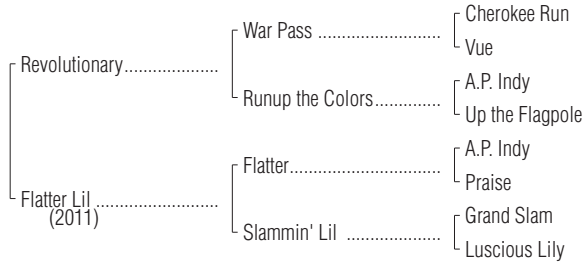 Cherokee Run
War Pass ..........................
Vue
Revolutionary....................
A.P. Indy
Runup the Colors..............
Up the Flagpole
A.P. Indy
Flatter................................
Praise
Flatter Lil ..........................
(2011)
Grand Slam
Slammin' Lil ....................
Luscious Lily